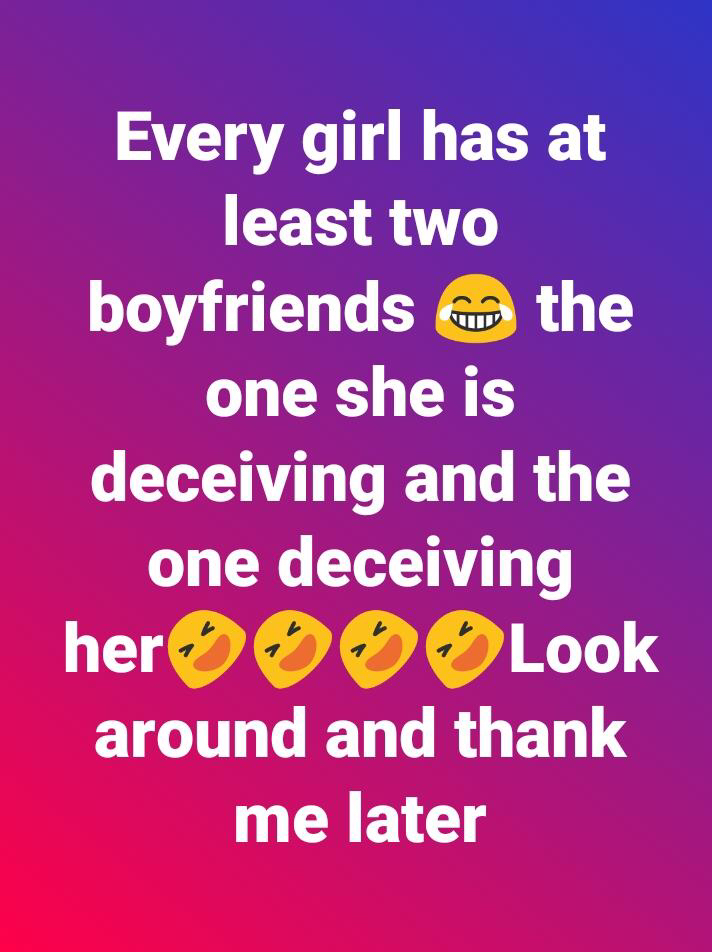 Every girl has at
least two
boyfriends 😂 the
one she is
deceiving and the
one deceiving
her🤣🤣🤣🤣Look
around and thank
me later